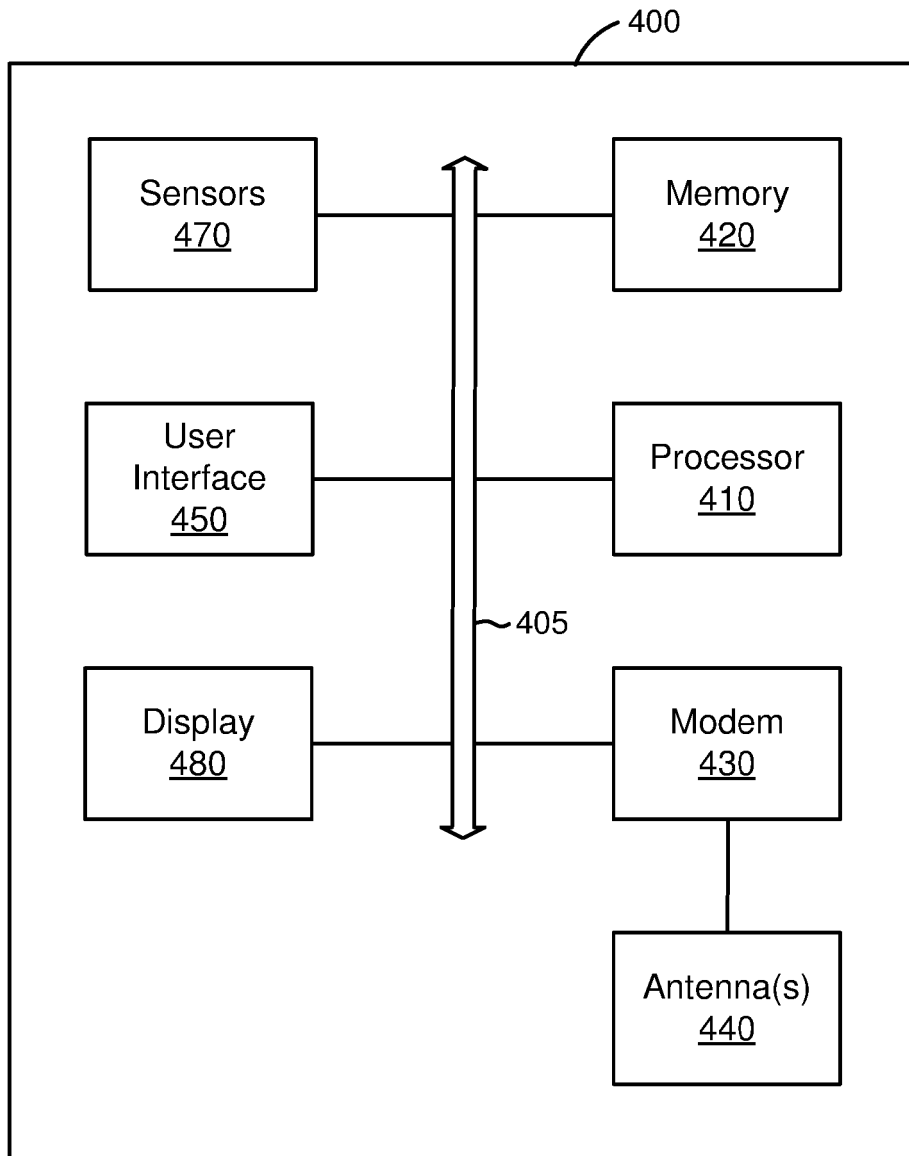 400
Sensors
470
Memory
420
User
Interface
450
Processor
410
405
Display
480
Modem
430
Antenna(s)
440